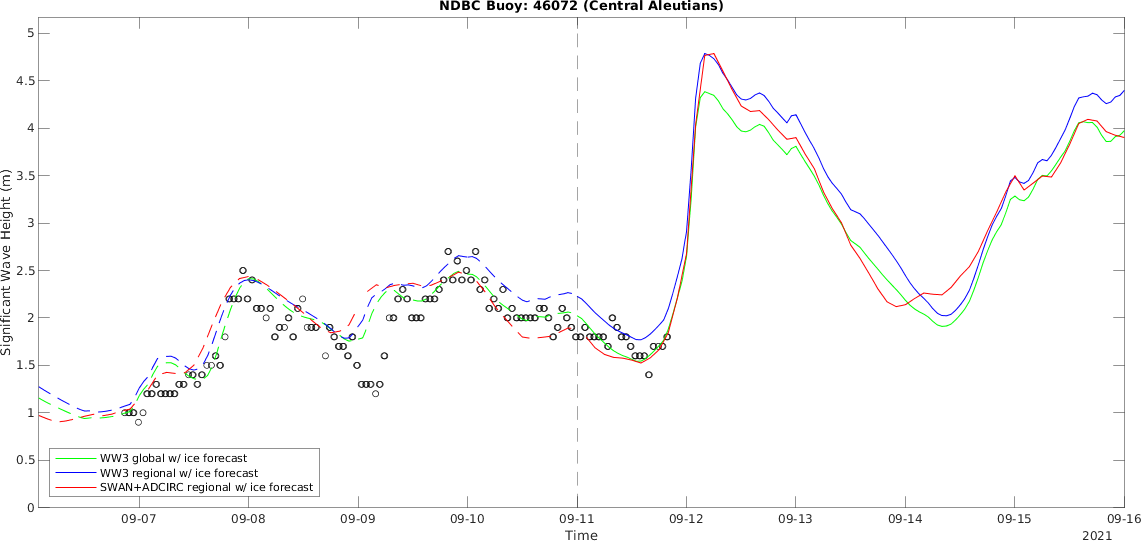 NDBC Buoy: 46072 (Central Aleutians)
Significant Wave Height (m)
5
4.5
4
3.5
3
2.5
2
1.5
1
0.5
0
WW3 global w/ ice forecast
WW3 regional w/ ice forecast
SWAN+ADCIRC regional w/ ice forecast
09-07 09-08 09-09 09-10 09-11 09-12 09-13 09-14 09-15 09-16
Time
2021